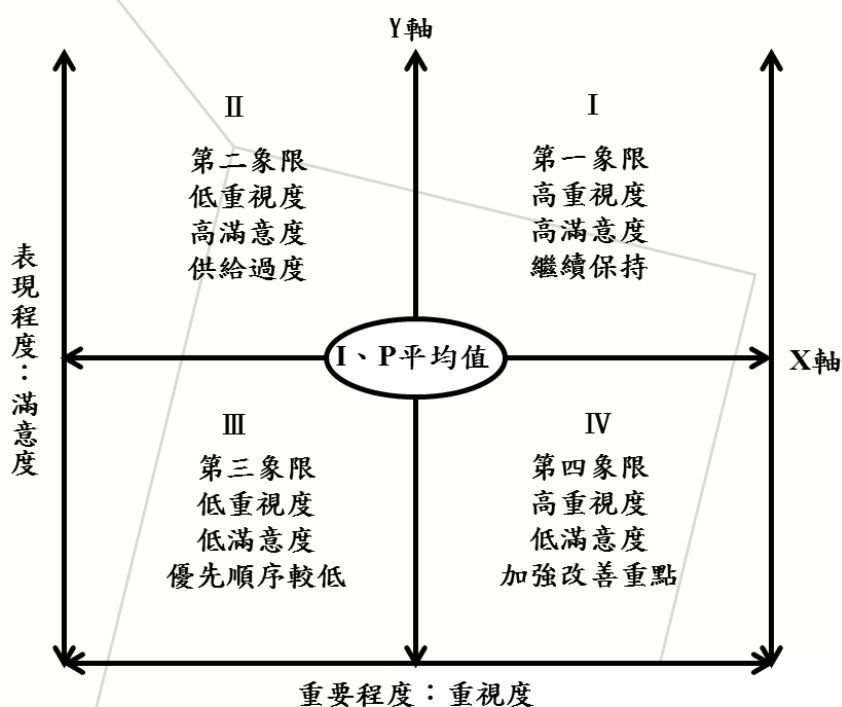 Y軸
Ⅱ
第二象限
低重視度
高滿意度
供給過度
Ⅰ
第一象限
高重視度
高滿意度
繼續保持
表現程度：滿意度
I、P平均值
X軸
Ⅲ
第三象限
低重視度
低滿意度
優先順序較低
Ⅳ
第四象限
高重視度
低滿意度
加強改善重點
重要程度：重視度